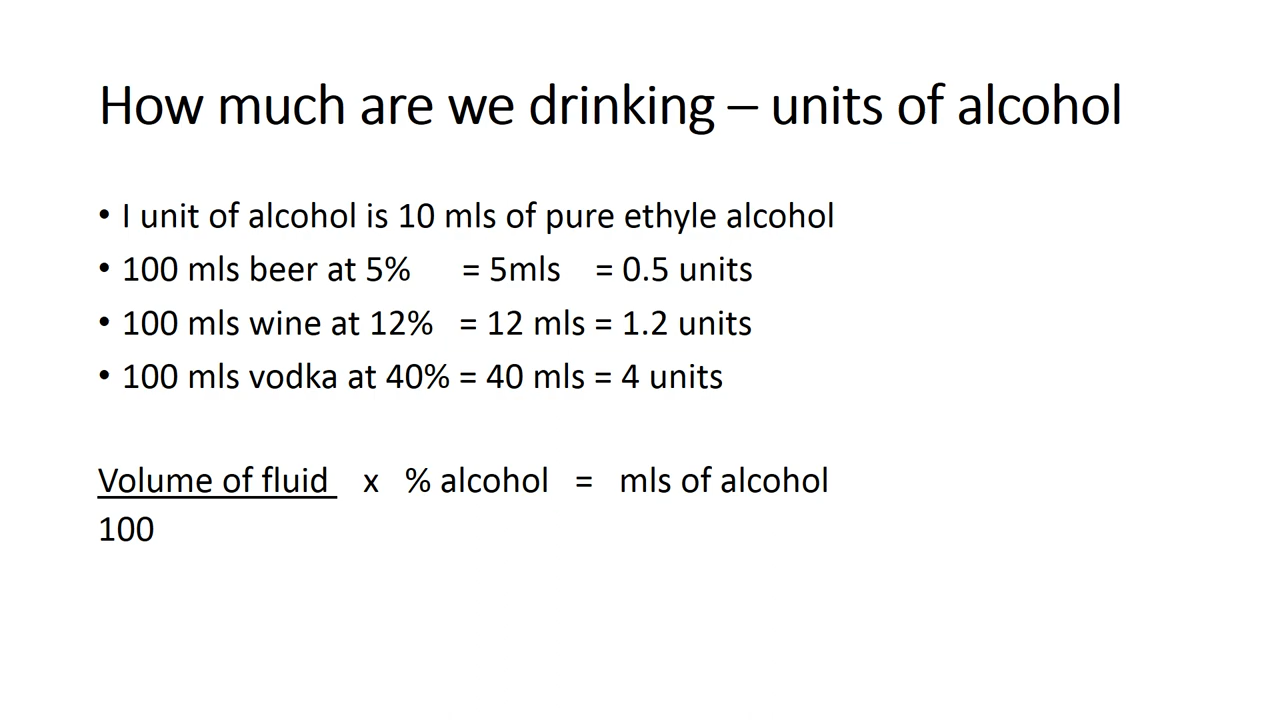 How much are we drinking – units of alcohol
• I unit of alcohol is 10 mls of pure ethyle alcohol
• 100 mls beer at 5% = 5mls = 0.5 units
• 100 mls wine at 12% = 12 mls = 1.2 units
• 100 mls vodka at 40% = 40 mls = 4 units
Volume of fluid x % alcohol = mls of alcohol
100